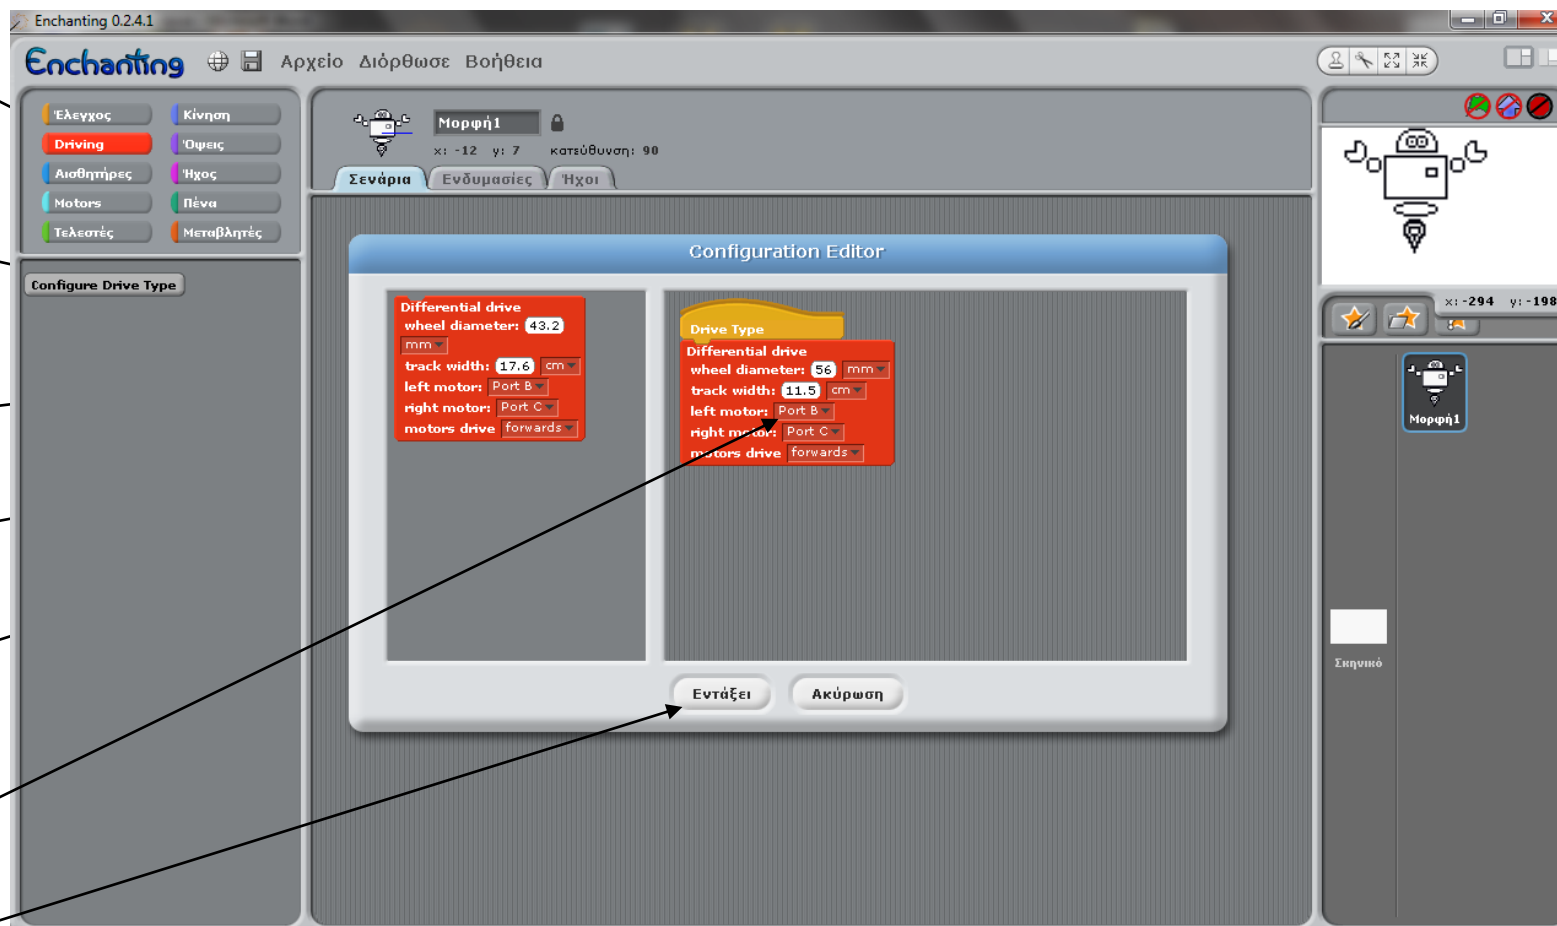 Enchanting 0.2.4.1
Enchanting Αρχείο Διόρθωσε Βοήθεια
Έλεγχος Κίνηση
Driving Όψεις
Αισθητήρες Ήχος
Motors Πένα
Τελεστές Μεταβλητές
Configure Drive Type
Μορφή1
x: -12 y: 7 κατεύθυνση: 90
Σενάρια Ενδυμασίες Ήχοι
Configuration Editor
Differential drive
wheel diameter: 43.2
mm
track width: 17.6 cm
left motor: Port B
right motor: Port C
motors drive forwards
Drive Type
Differential drive
wheel diameter: 56 mm
track width: 11.5 cm
left motor: Port B
right motor: Port C
motors drive forwards
Εντάξει Ακύρωση
x: -294 y: -198
Μορφή1
Σκηνικό